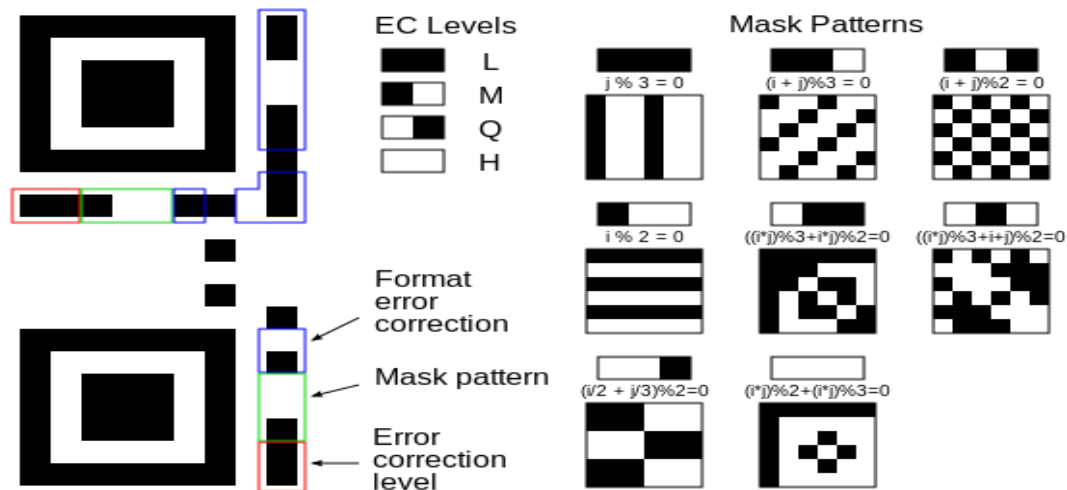 EC Levels
L
M
Q
H
Mask Patterns
j % 3 = 0
(i + j)%3 = 0
(i + j)%2 = 0
i % 2 = 0
((i*j)%3+i*j)%2=0
((i*j)%3+i+j)%2=0
(i/2 + j/3)%2=0
(i*j)%2+(i*j)%3=0
Format
error
correction
Mask pattern
Error
correction
level